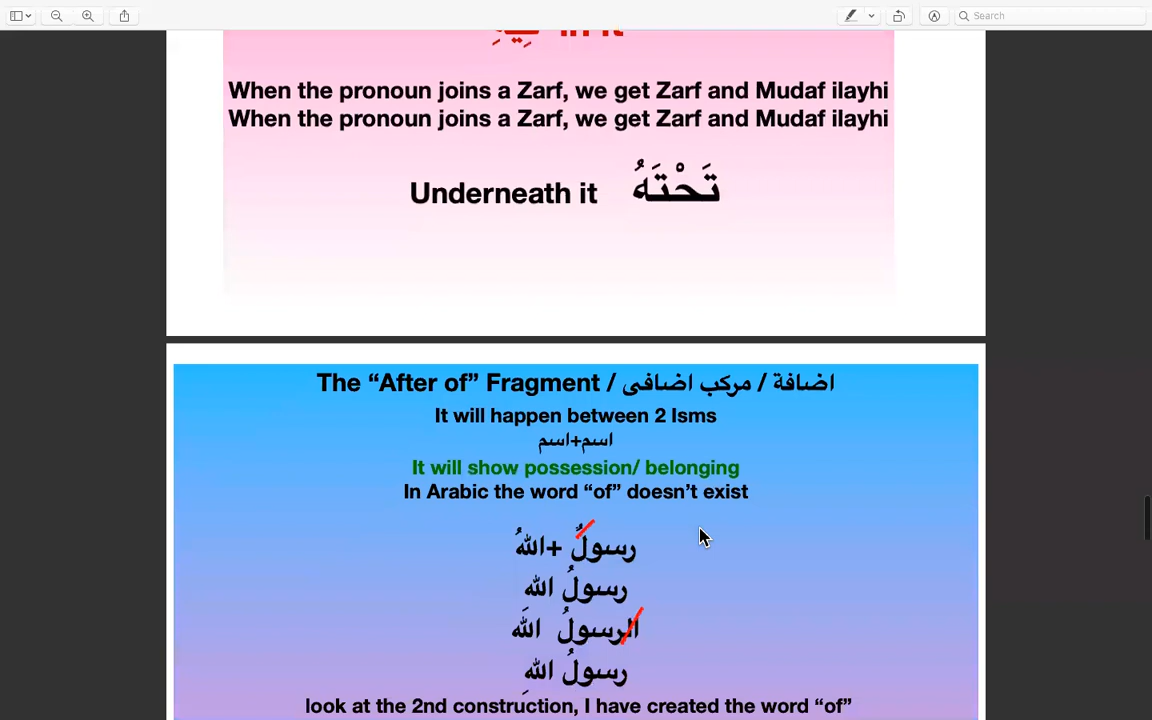 Search
فِيْهِ in it
When the pronoun joins a Zarf, we get Zarf and Mudaf ilayhi
When the pronoun joins a Zarf, we get Zarf and Mudaf ilayhi
Underneath it تَحْتَهُ
The “After of” Fragment / اضافة / مركب اضافى
It will happen between 2 Isms
اسم+اسم
It will show possession/ belonging
In Arabic the word “of” doesn’t exist
رسولٌ +اللهُ
رسولُ الله
الرسولُ اللهَ
رسولُ اللهِ
look at the 2nd construction, I have created the word “of”